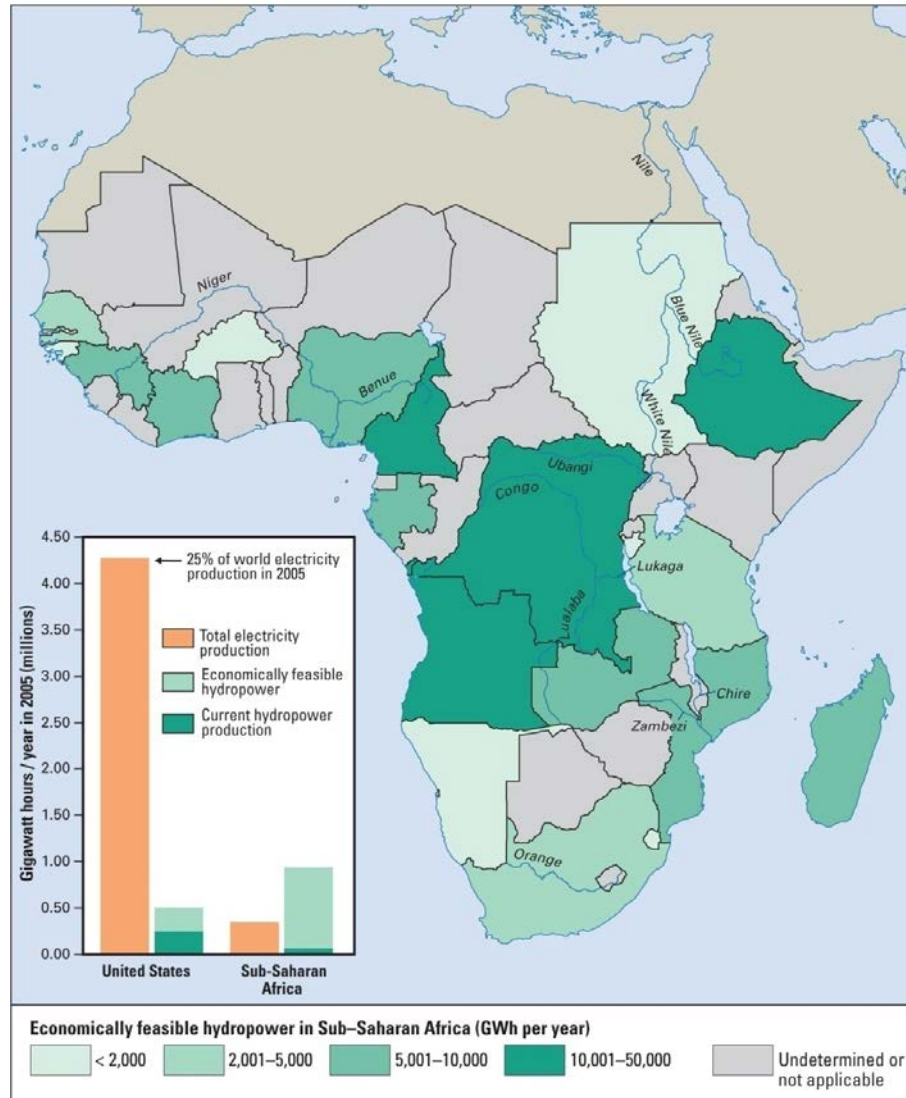 Nile
Niger
Blue Nile
Benue
White Nile
Ubangi
Congo
Lukaga
Lualaba
Chire
Zambezi
Orange
Gigawatt hours / year in 2005 (millions)
4.50
4.00
3.50
3.00
2.50
2.00
1.50
1.00
0.50
0.00
25% of world electricity
production in 2005
Total electricity
production
Economically feasible
hydropower
Current hydropower
production
United States
Sub-Saharan
Africa
Economically feasible hydropower in Sub–Saharan Africa (GWh per year)
< 2,000
2,001–5,000
5,001–10,000
10,001–50,000
Undetermined or
not applicable